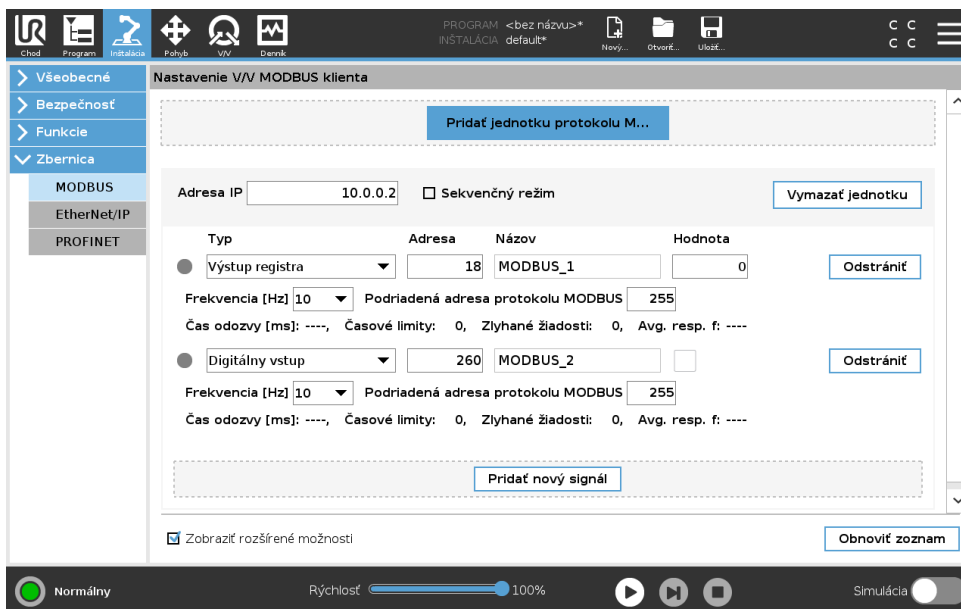 PROGRAM <bez názvu>*
INŠTALÁCIA default*
Chod Program Inštalácia Pohyb V/V Denník Nový... Otvoriť... Uložiť...
C C
C C
Všeobecné
Bezpečnosť
Funkcie
Zbernica
MODBUS
EtherNet/IP
PROFINET
Nastavenie V/V MODBUS klienta
Pridať jednotku protokolu M...
Adresa IP 10.0.0.2 Sekvenčný režim Vymazať jednotku
Typ Adresa Názov Hodnota
Výstup registra 18 MODBUS_1 0 Odstrániť
Frekvencia [Hz] 10 Podriadená adresa protokolu MODBUS 255
Čas odozvy [ms]: ----, Časové limity: 0, Zlyhané žiadosti: 0, Avg. resp. f: ----
Digitálny vstup 260 MODBUS_2 Odstrániť
Frekvencia [Hz] 10 Podriadená adresa protokolu MODBUS 255
Čas odozvy [ms]: ----, Časové limity: 0, Zlyhané žiadosti: 0, Avg. resp. f: ----
Pridať nový signál
Zobraziť rozšírené možnosti Obnoviť zoznam
Normálny Rýchlosť 100% Simulácia